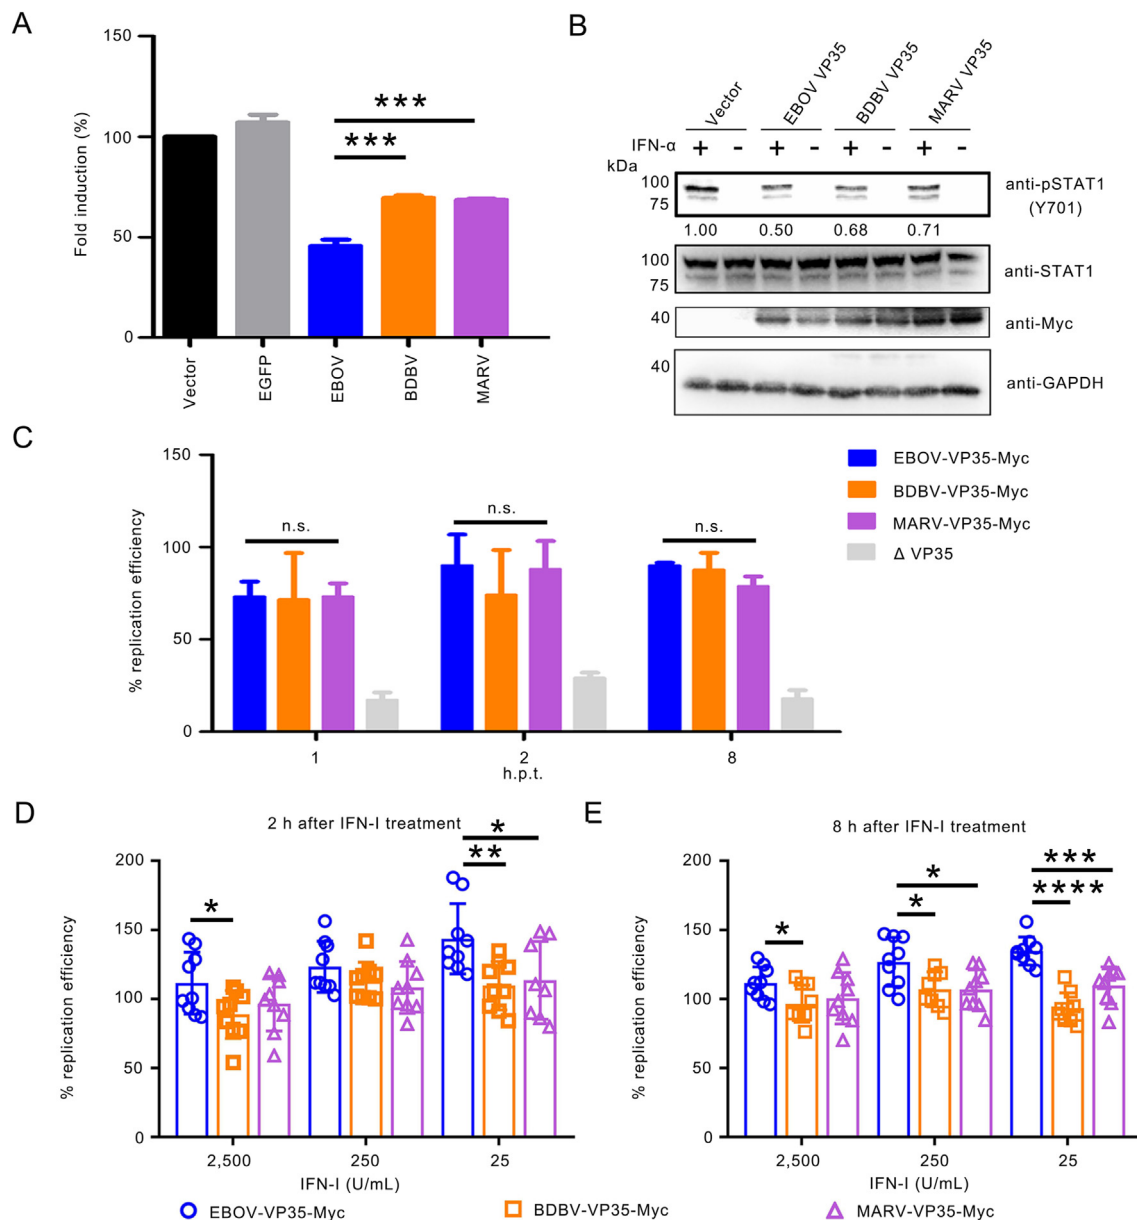 A
Fold induction (%)
150
100
50
0
***
***
Vector
EGFP
EBOV
BDBV
MARV
B
Vector
EBOV VP35
BDBV VP35
MARV VP35
IFN-α + - + - + - + -
kDa
100
75
anti-pSTAT1
(Y701)
1.00 0.50 0.68 0.71
100
75
anti-STAT1
40
anti-Myc
40
anti-GAPDH
C
% replication efficiency
150
100
50
0
n.s.
n.s.
n.s.
1 2 8
h.p.t.
EBOV-VP35-Myc
BDBV-VP35-Myc
MARV-VP35-Myc
Δ VP35
D
2 h after IFN-I treatment
% replication efficiency
200
150
100
50
0
*
*
**
2,500 250 25
IFN-I (U/mL)
E
8 h after IFN-I treatment
% replication efficiency
200
150
100
50
0
*
*
*
***
****
2,500 250 25
IFN-I (U/mL)
EBOV-VP35-Myc BDBV-VP35-Myc MARV-VP35-Myc